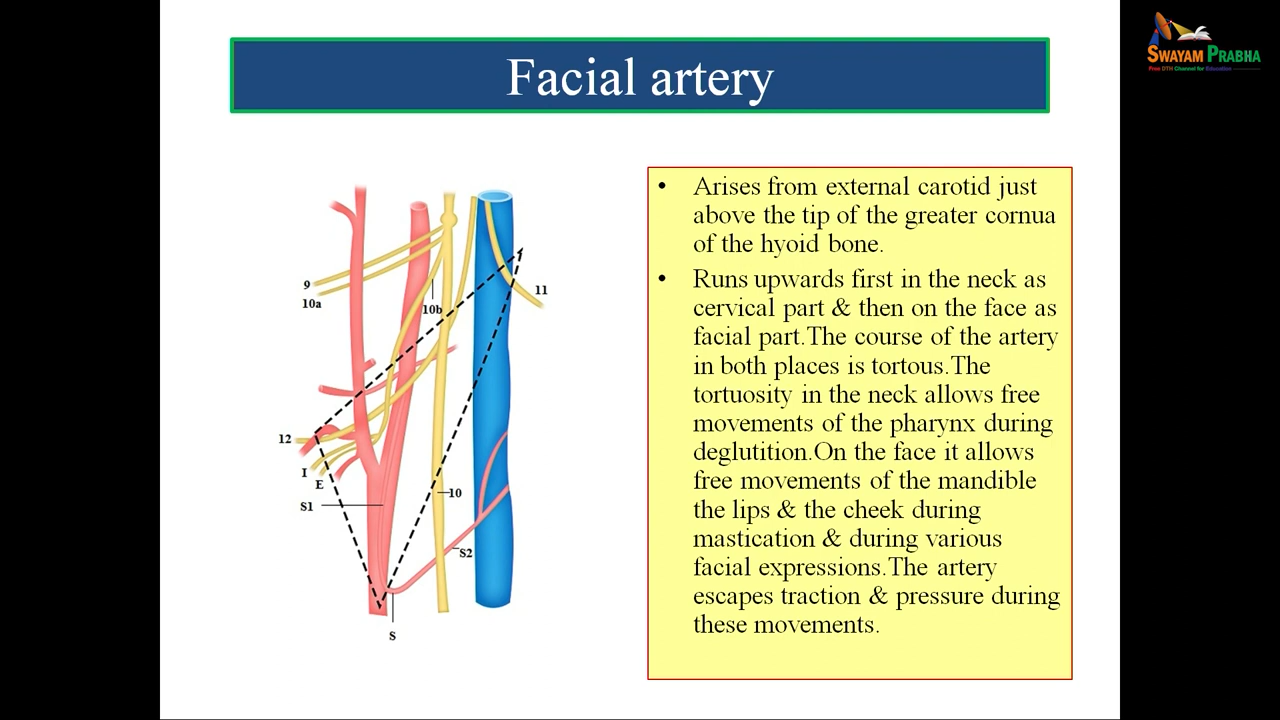 SWAYAM PRABHA
Free DTH Channel for Education
Facial artery
• Arises from external carotid just
above the tip of the greater cornua
of the hyoid bone.
• Runs upwards first in the neck as
cervical part & then on the face as
facial part.The course of the artery
in both places is tortous.The
tortuosity in the neck allows free
movements of the pharynx during
deglutition.On the face it allows
free movements of the mandible
the lips & the cheek during
mastication & during various
facial expressions.The artery
escapes traction & pressure during
these movements.
9
10a
10b
11
12
I
E
S1
10
S2
S